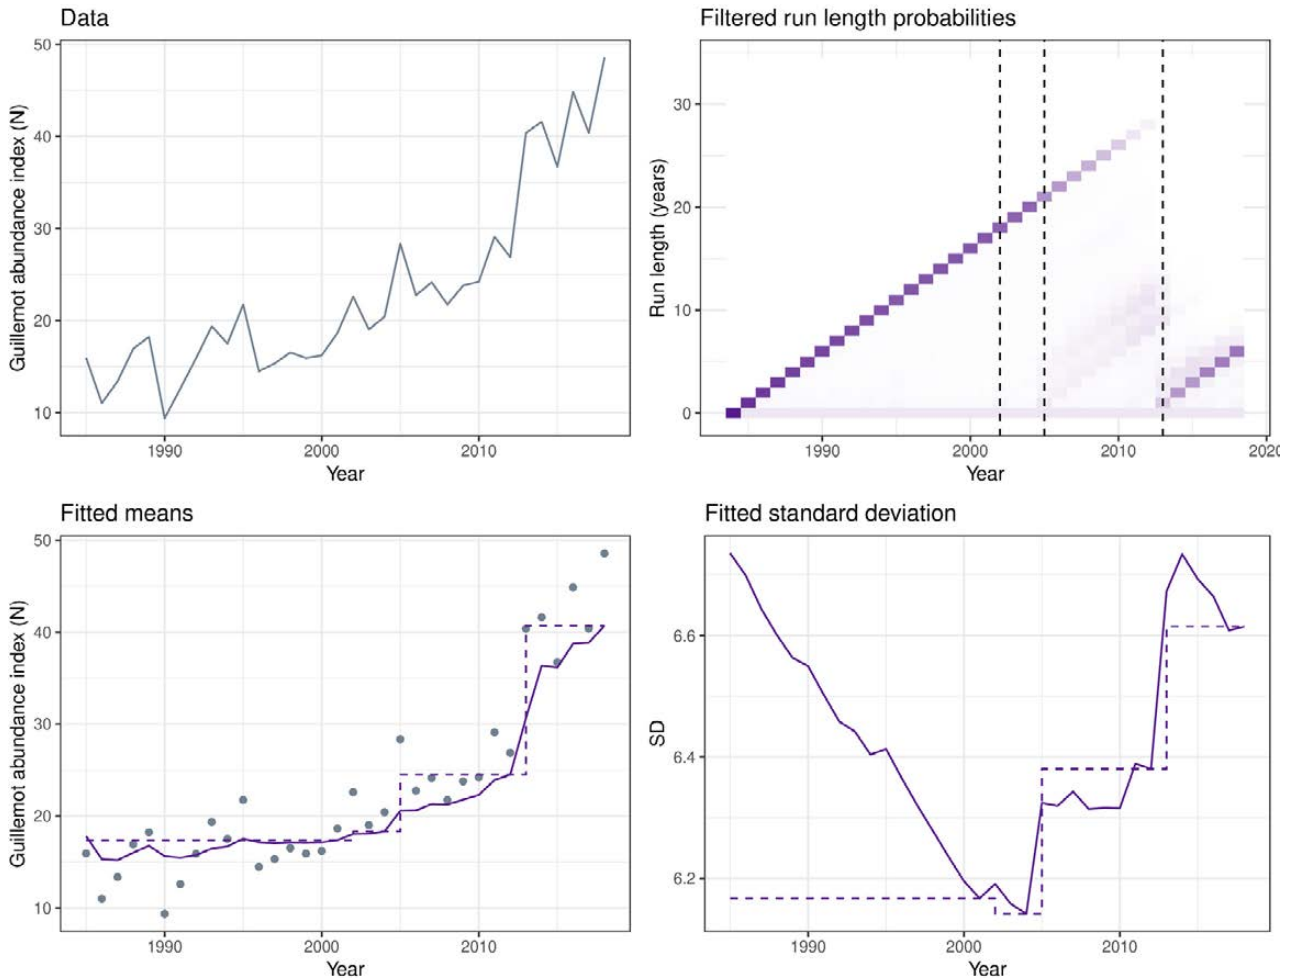 Data
Guillemot abundance index (N)
50
40
30
20
10
1990
2000
2010
Year
Filtered run length probabilities
Run length (years)
30
20
10
0
1990
2000
2010
2020
Year
Fitted means
Guillemot abundance index (N)
50
40
30
20
10
1990
2000
2010
Year
Fitted standard deviation
SD
6.6
6.4
6.2
1990
2000
2010
Year